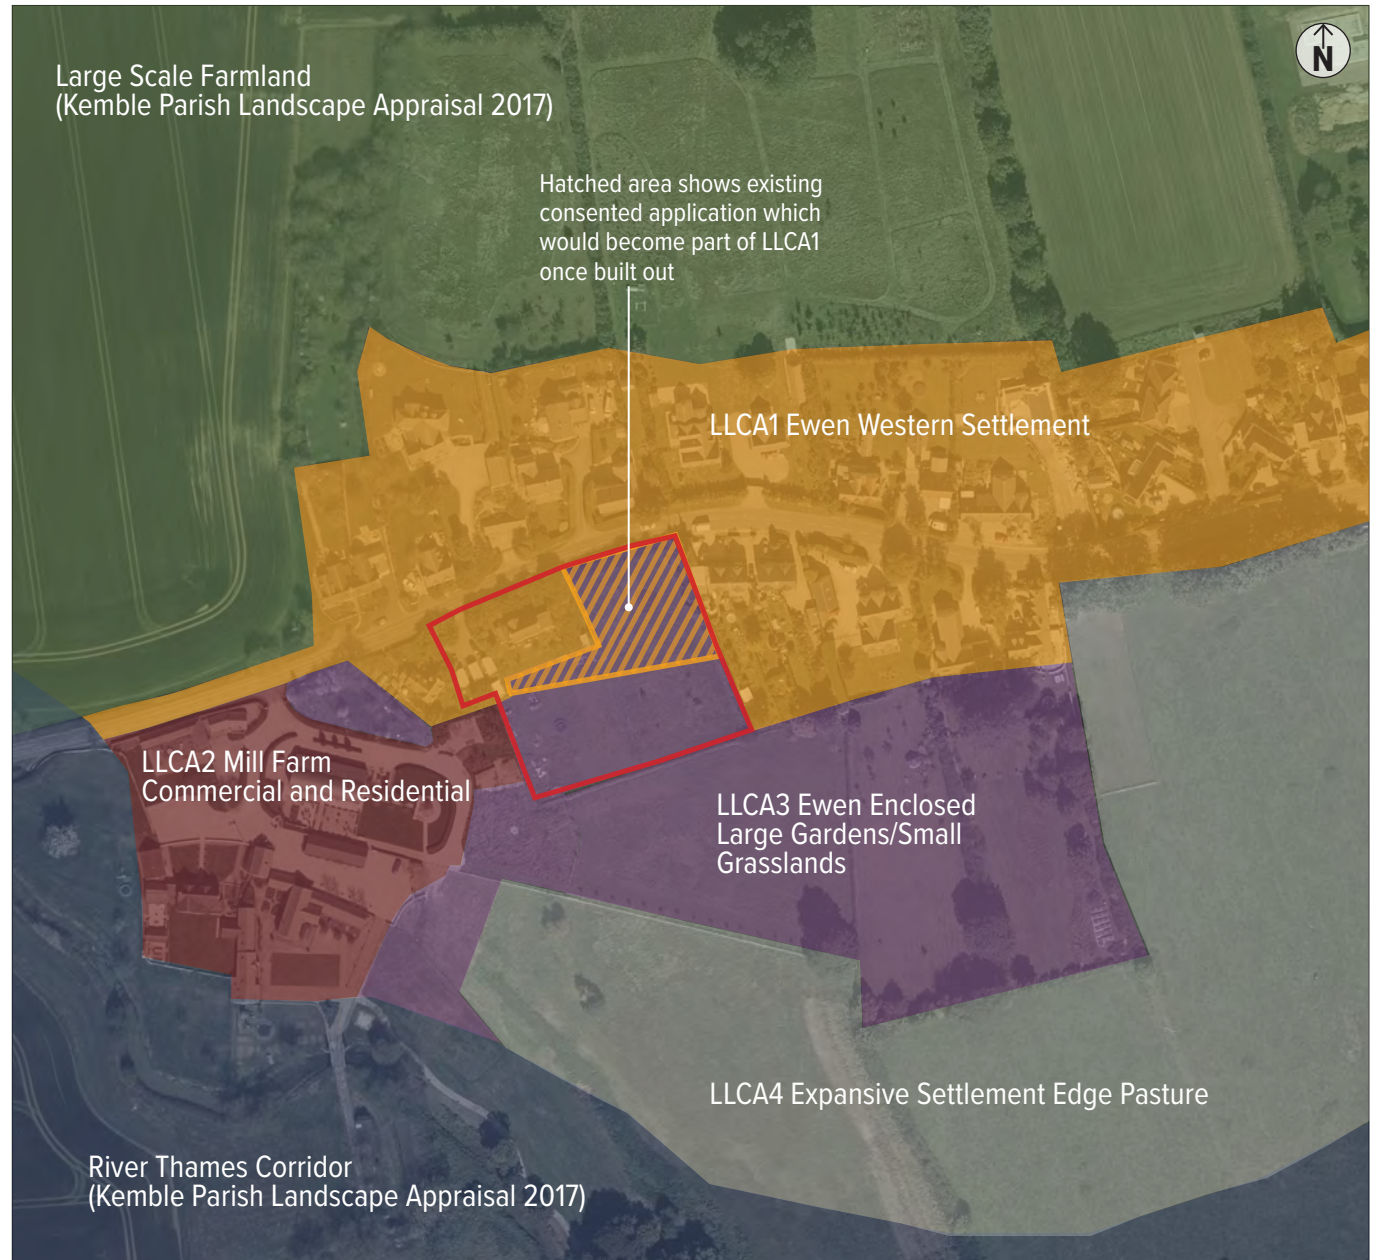 Large Scale Farmland
(Kemble Parish Landscape Appraisal 2017)
N
Hatched area shows existing
consented application which
would become part of LLCA1
once built out
LLCA1 Ewen Western Settlement
LLCA2 Mill Farm
Commercial and Residential
LLCA3 Ewen Enclosed
Large Gardens/Small
Grasslands
LLCA4 Expansive Settlement Edge Pasture
River Thames Corridor
(Kemble Parish Landscape Appraisal 2017)